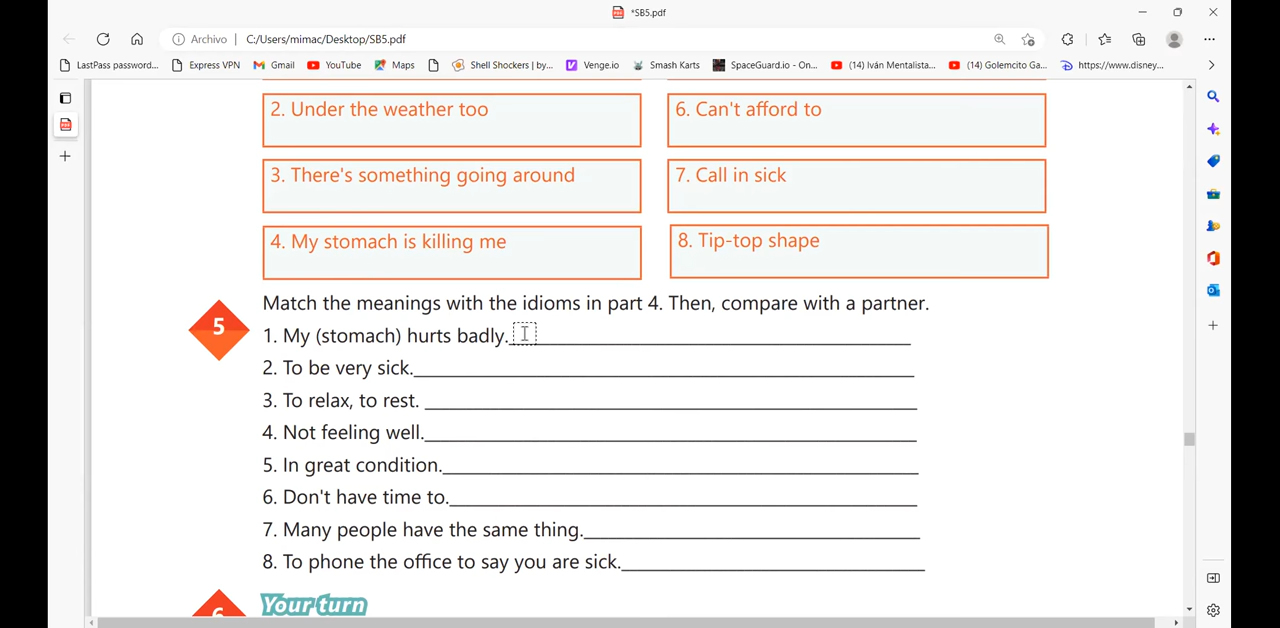 *SB5.pdf
Archivo | C:/Users/mimac/Desktop/SB5.pdf
LastPass password... Express VPN Gmail YouTube Maps Shell Shockers | by... Venge.io Smash Karts SpaceGuard.io - On... (14) Iván Mentalista... (14) Golemcito Ga... https://www.disney...
2. Under the weather too
6. Can't afford to
3. There's something going around
7. Call in sick
4. My stomach is killing me
8. Tip-top shape
5
Match the meanings with the idioms in part 4. Then, compare with a partner.
1. My (stomach) hurts badly.
2. To be very sick.
3. To relax, to rest.
4. Not feeling well.
5. In great condition.
6. Don't have time to.
7. Many people have the same thing.
8. To phone the office to say you are sick.
6
Your turn